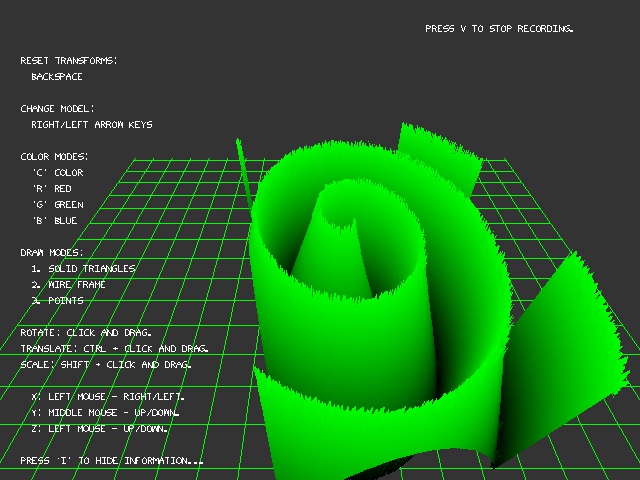 PRESS V TO STOP RECORDING.
RESET TRANSFORMS:
BACKSPACE
CHANGE MODEL:
RIGHT/LEFT ARROW KEYS
COLOR MODES:
'C' COLOR
'R' RED
'G' GREEN
'B' BLUE
DRAW MODES:
1. SOLID TRIANGLES
2. WIRE FRAME
3. POINTS
ROTATE: CLICK AND DRAG.
TRANSLATE: CTRL + CLICK AND DRAG.
SCALE: SHIFT + CLICK AND DRAG.
X: LEFT MOUSE - RIGHT/LEFT.
Y: MIDDLE MOUSE - UP/DOWN.
Z: LEFT MOUSE - UP/DOWN.
PRESS 'I' TO HIDE INFORMATION...